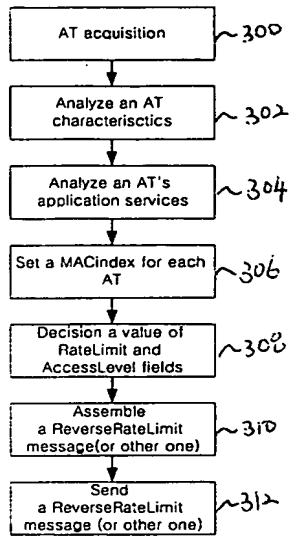 AT acquisition
300
Analyze an AT
characterisctics
302
Analyze an AT's
application services
304
Set a MACindex for each
AT
306
Decision a value of
RateLimit and
AccessLevel fields
308
Assemble
a ReverseRateLimit
message(or other one)
310
Send
a ReverseRateLimit
message (or other one)
312